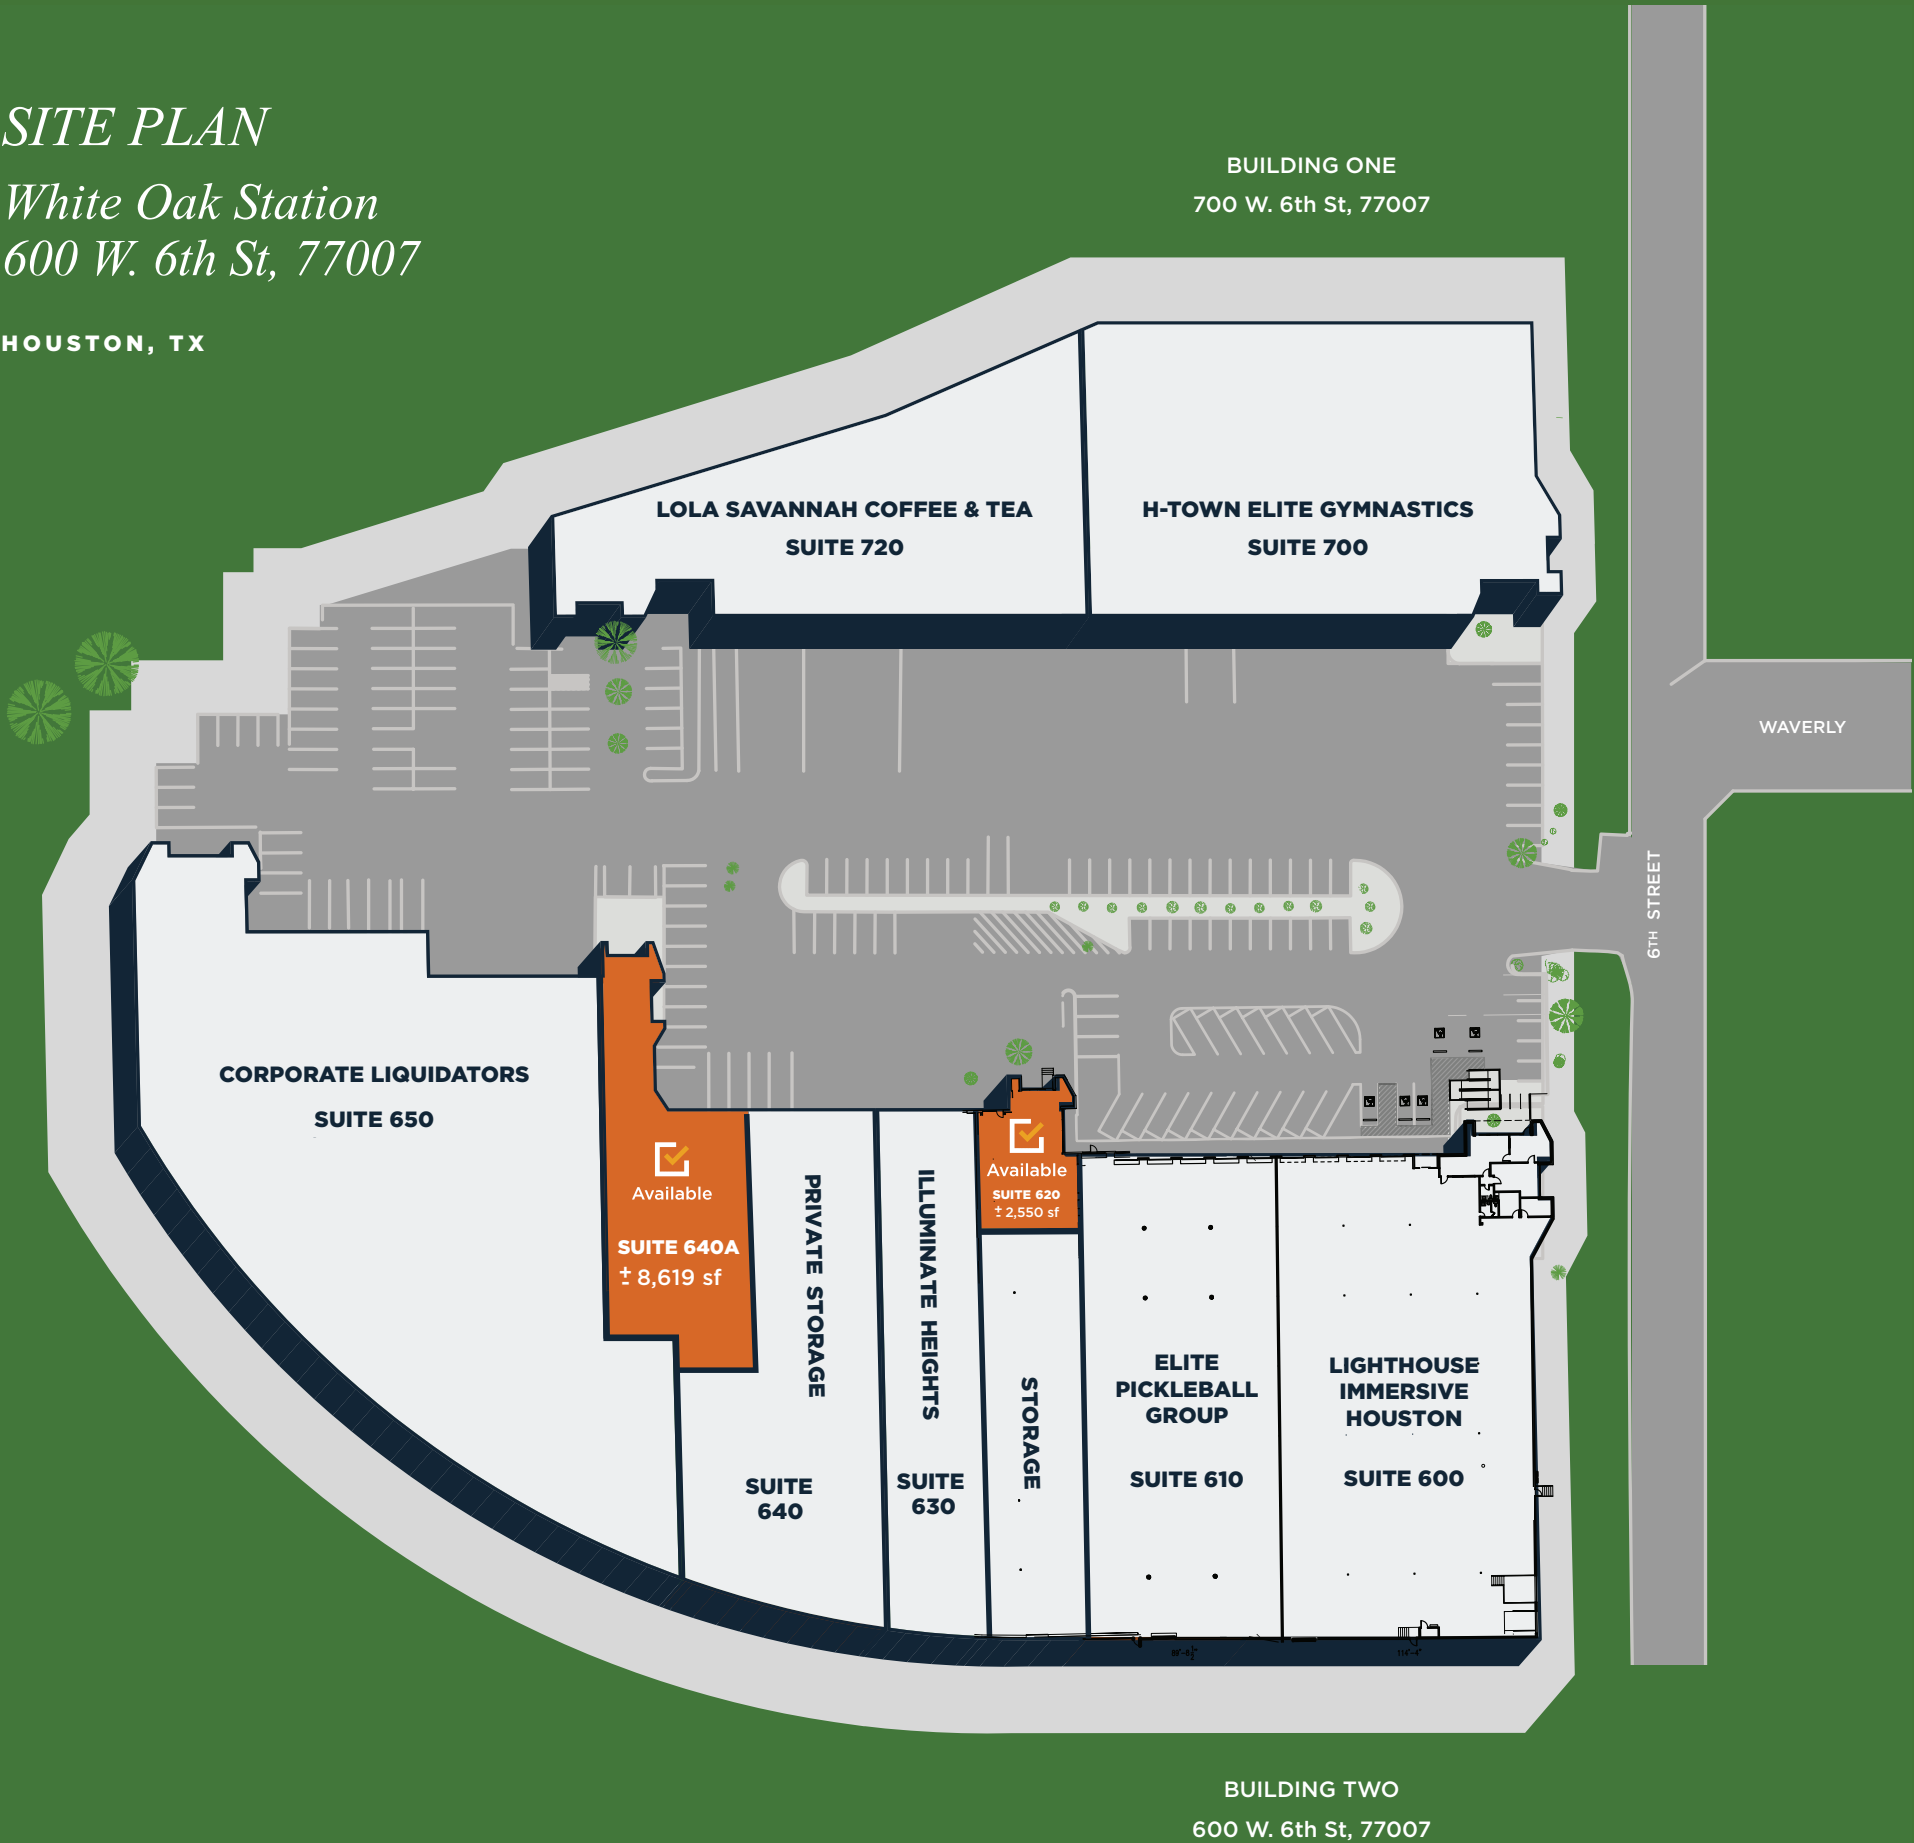 SITE PLAN
White Oak Station
600 W. 6th St, 77007
HOUSTON, TX
BUILDING ONE
700 W. 6th St, 77007
LOLA SAVANNAH COFFEE & TEA
SUITE 720
H-TOWN ELITE GYMNASTICS
SUITE 700
WAVERLY
6TH STREET
CORPORATE LIQUIDATORS
SUITE 650
Available
SUITE 640A
± 8,619 sf
PRIVATE STORAGE
SUITE
640
ILLUMINATE HEIGHTS
SUITE
630
Available
SUITE 620
± 2,550 sf
STORAGE
ELITE
PICKLEBALL
GROUP
SUITE 610
LIGHTHOUSE
IMMERSIVE
HOUSTON
SUITE 600
114'-4"
BUILDING TWO
600 W. 6th St, 77007